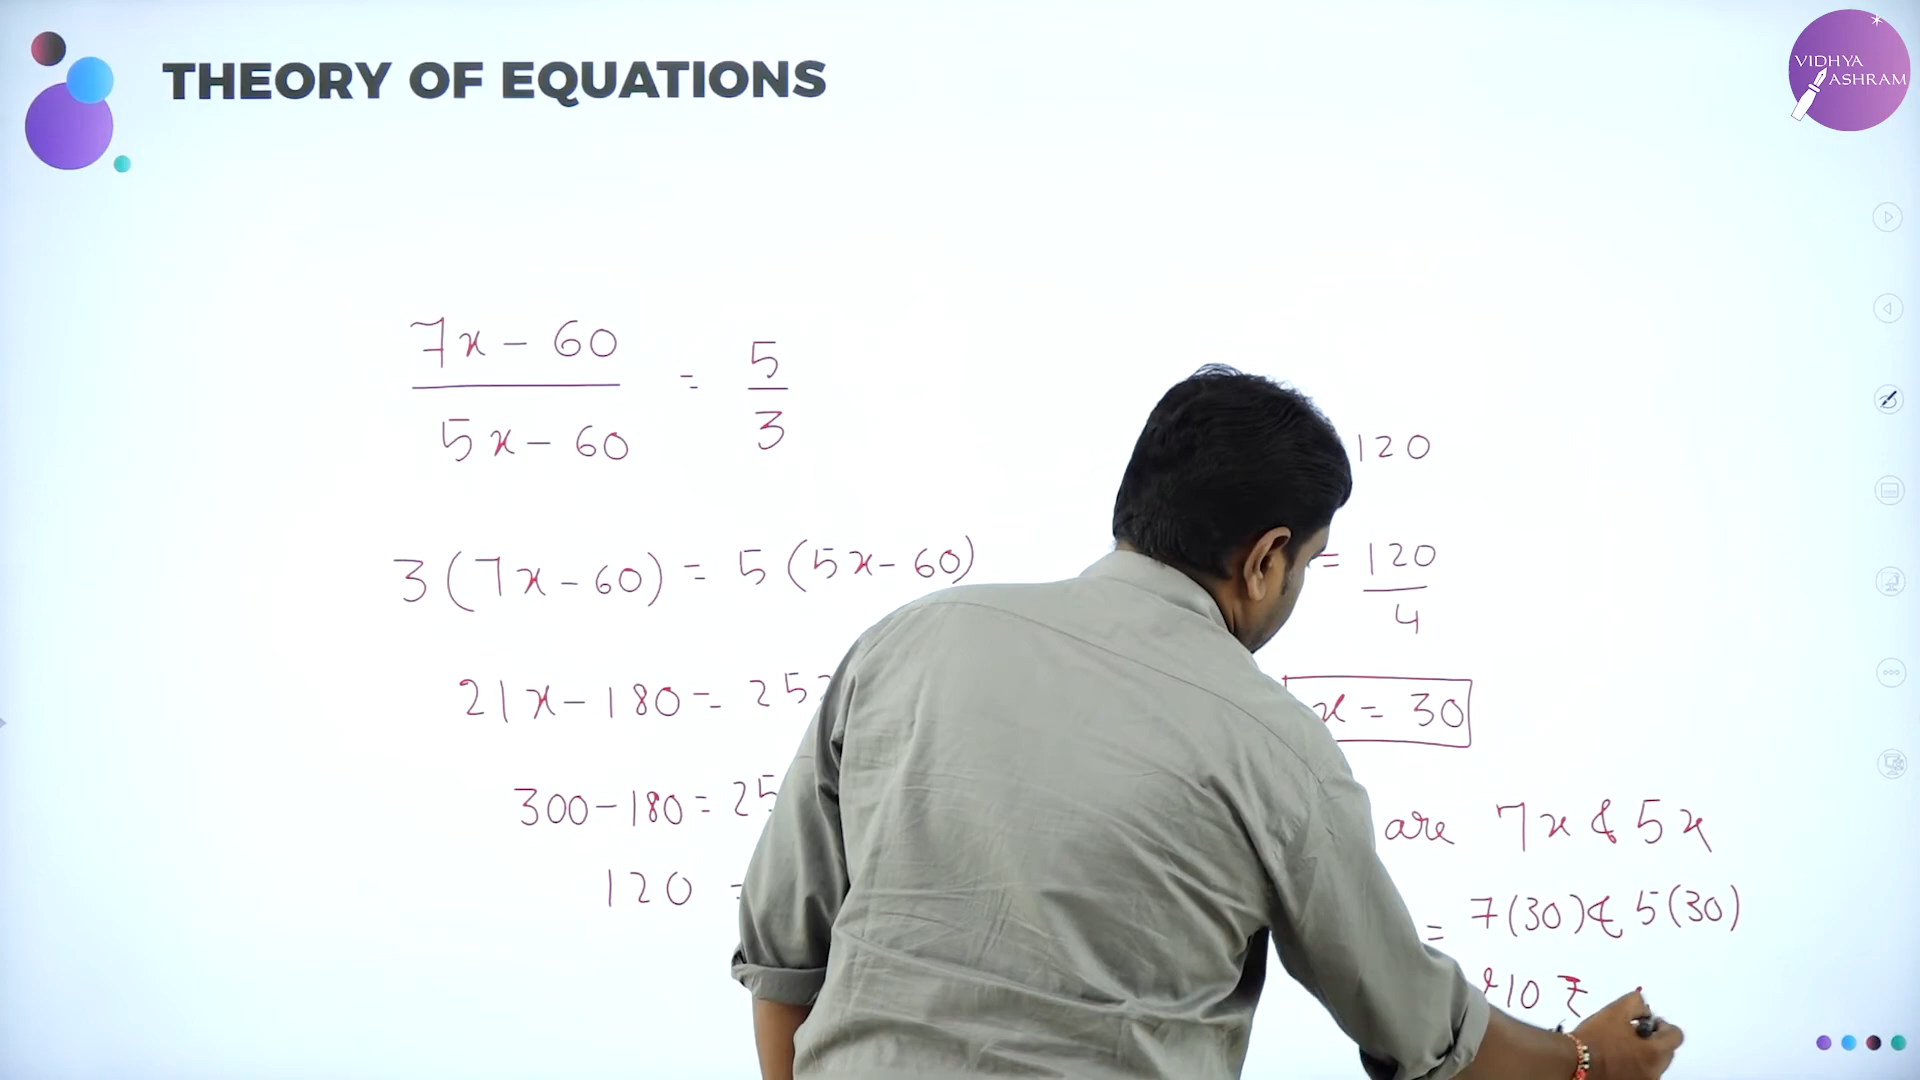 THEORY OF EQUATIONS
VIDHYA
ASHRAM
7x - 60 / 5x - 60 = 5 / 3
3(7x - 60) = 5(5x - 60)
21x - 180 = 25
300 - 180 = 25
120 =
120
= 120 / 4
x = 30
are 7x & 5x
= 7(30) & 5(30)
210 ₹